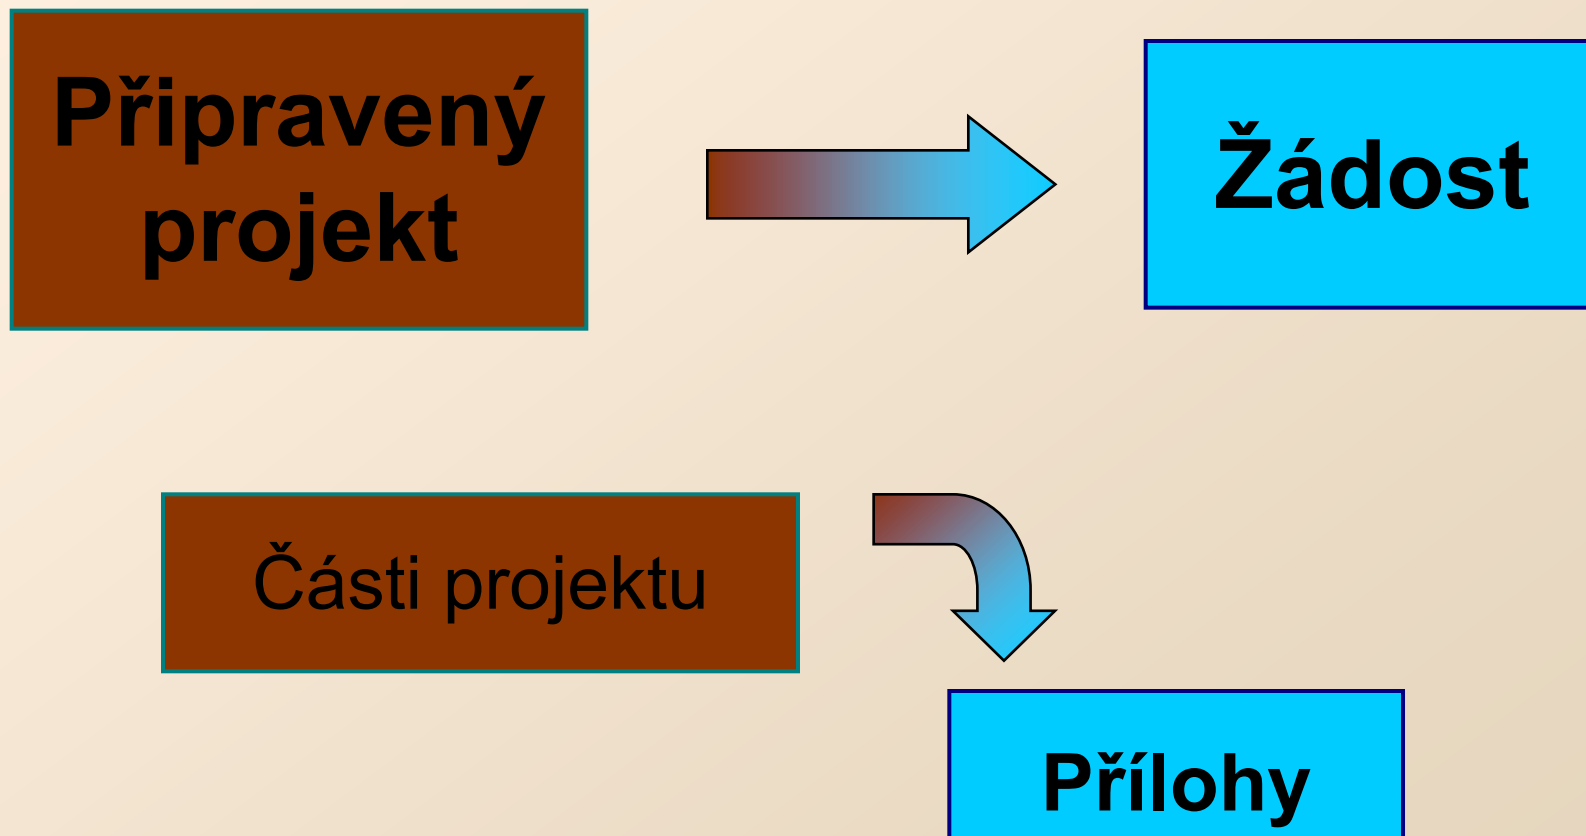 Připravený
projekt
Žádost
Části projektu
Přílohy